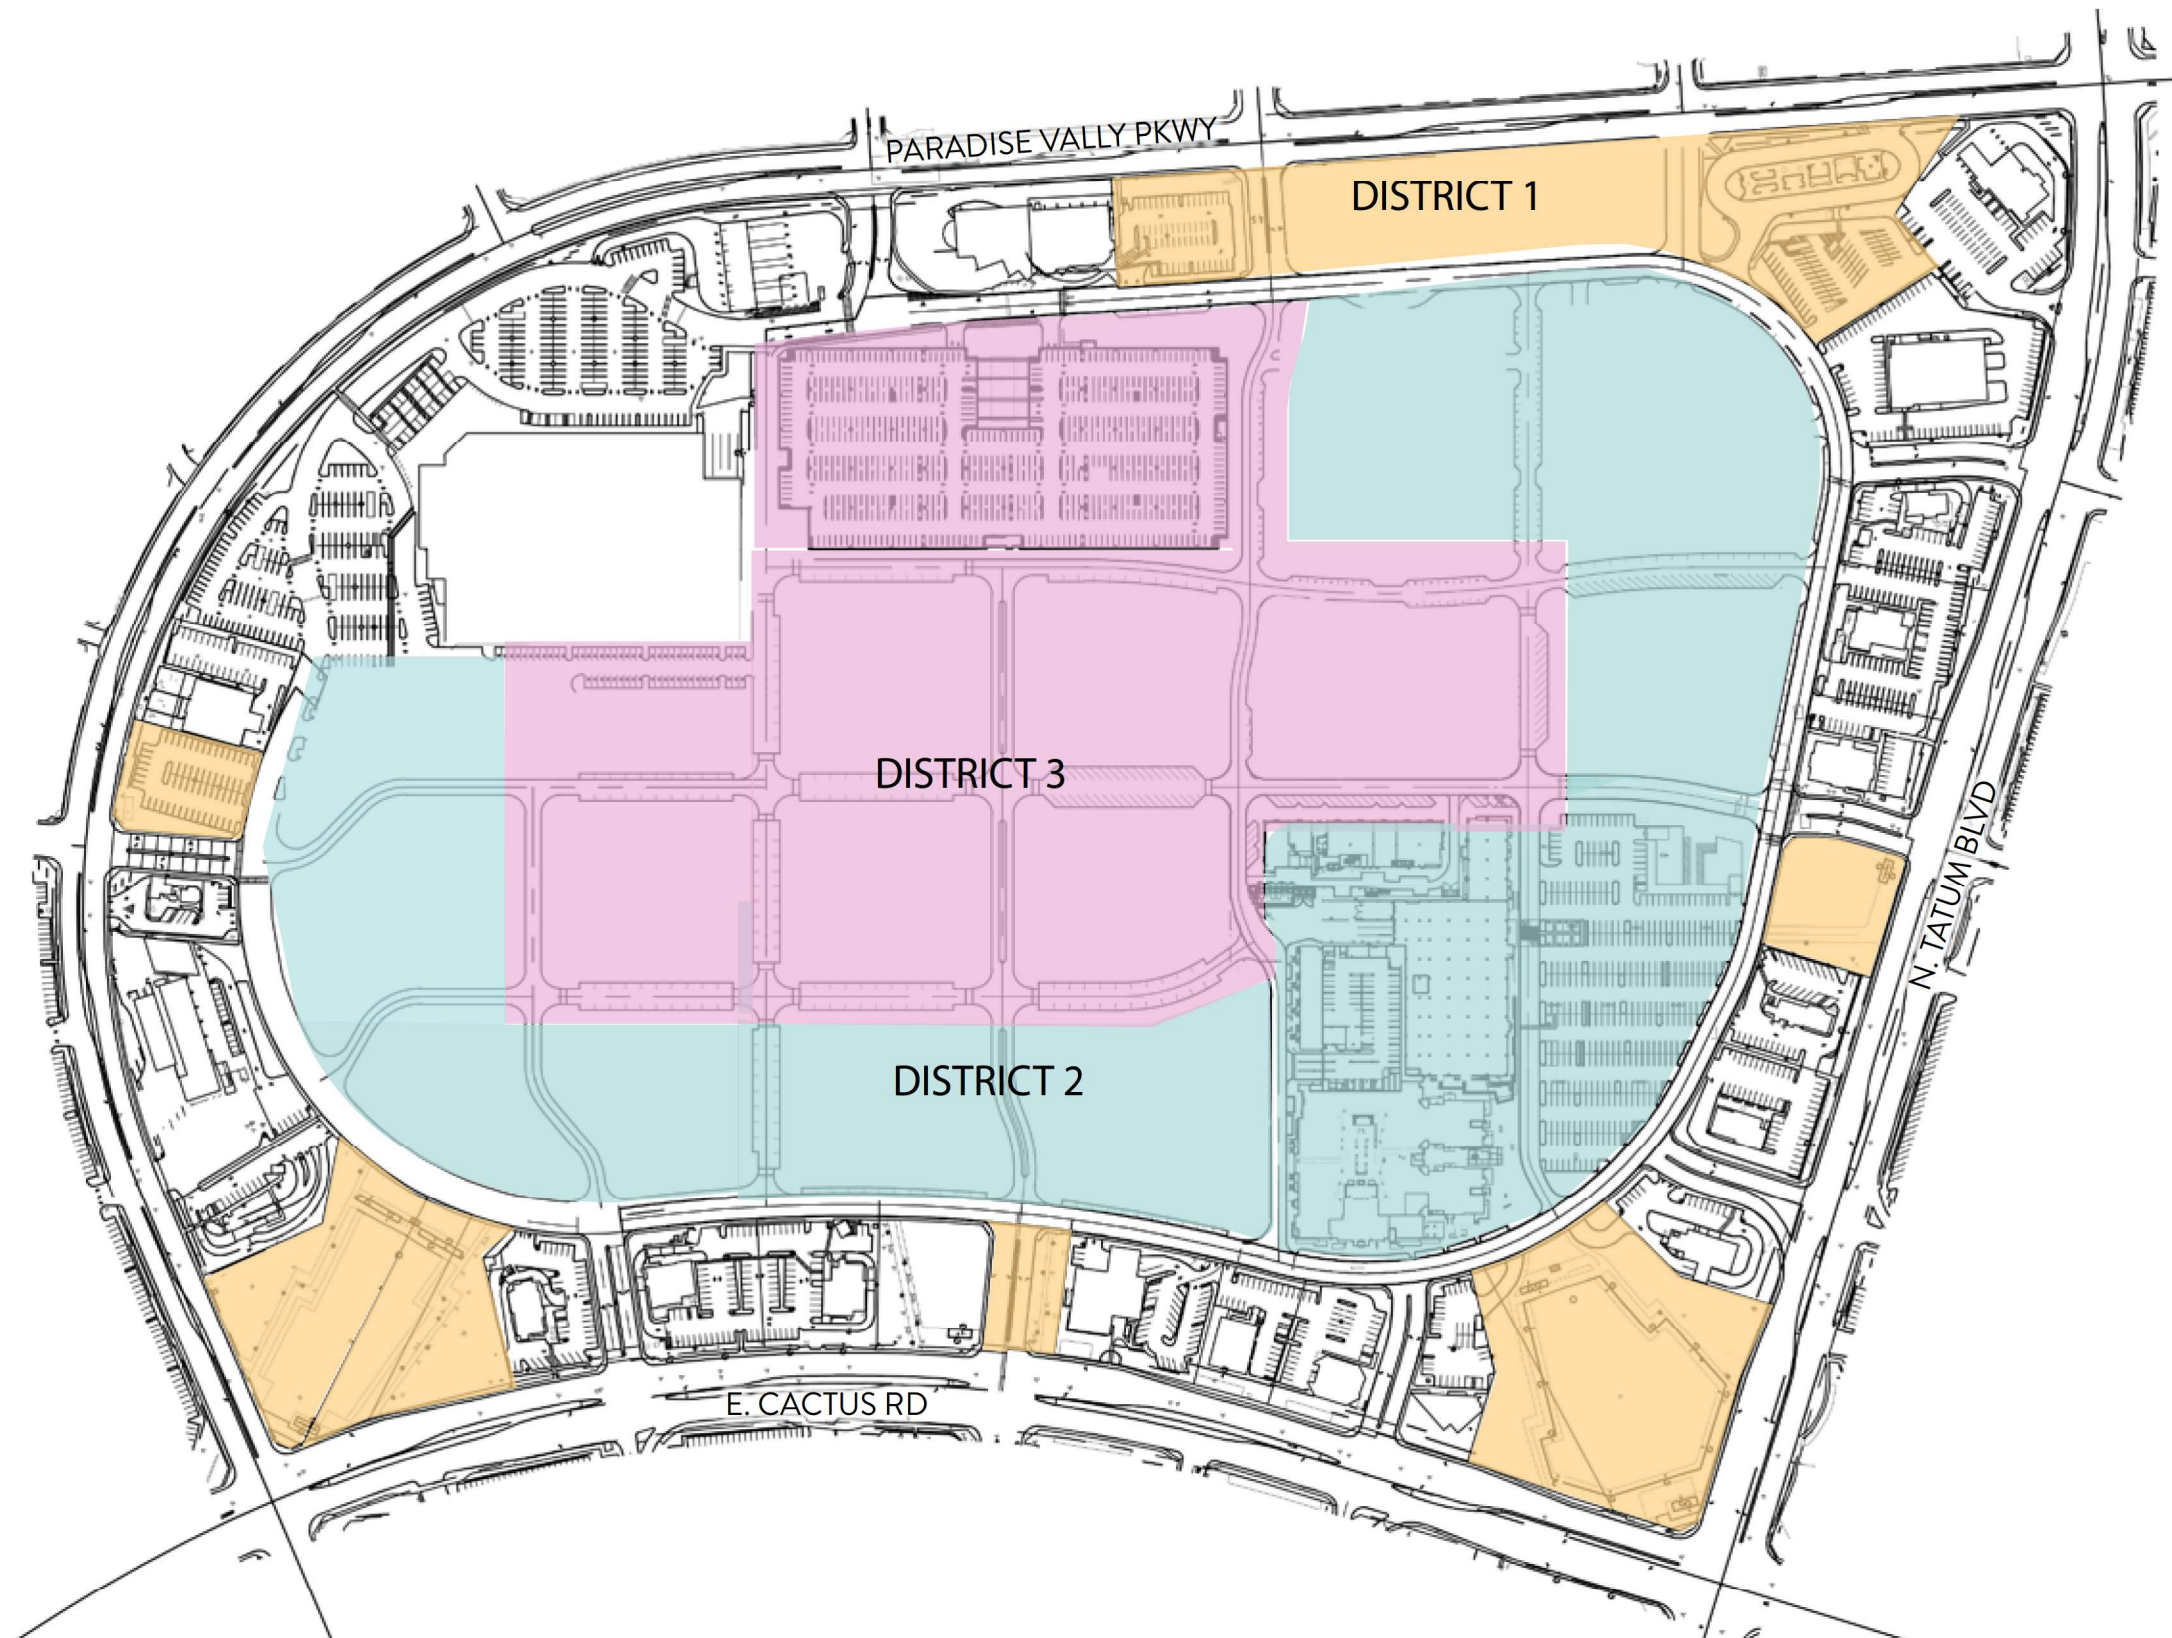 PARADISE VALLY PKWY
DISTRICT 1
DISTRICT 3
N. TATUM BLVD
DISTRICT 2
E. CACTUS RD